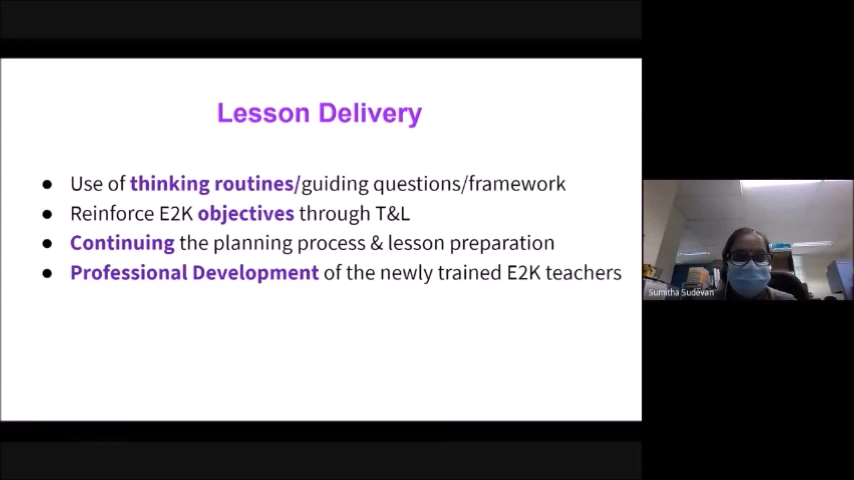 Lesson Delivery
● Use of thinking routines/guiding questions/framework
● Reinforce E2K objectives through T&L
● Continuing the planning process & lesson preparation
● Professional Development of the newly trained E2K teachers
Sumitha Sudevan